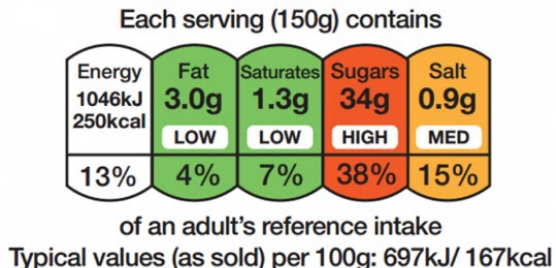 Each serving (150g) contains
Energy Fat Saturates Sugars Salt
1046kJ 3.0g 1.3g 34g 0.9g
250kcal
LOW LOW HIGH MED
13% 4% 7% 38% 15%
of an adult's reference intake
Typical values (as sold) per 100g: 697kJ/ 167kcal